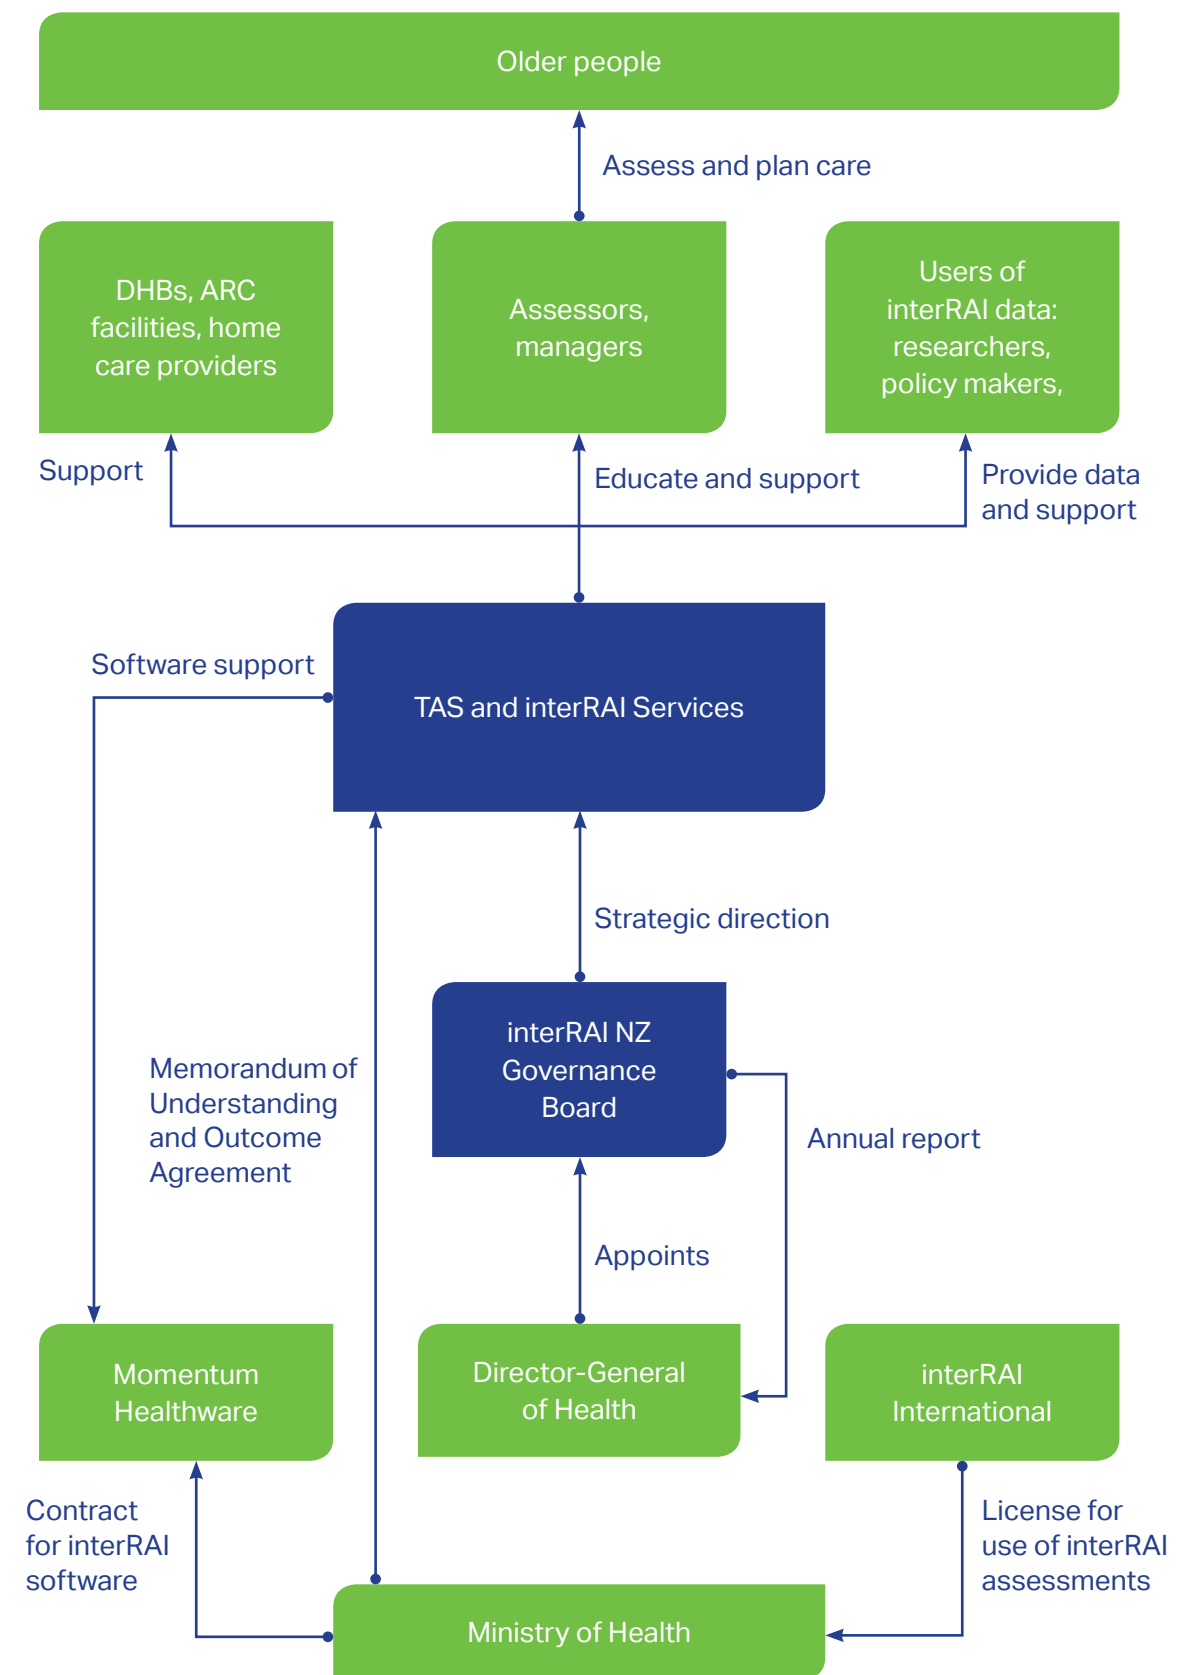 Older people
Assess and plan care
DHBs, ARC
facilities, home
care providers
Assessors,
managers
Users of
interRAI data:
researchers,
policy makers,
Support
Educate and support
Provide data
and support
Software support
TAS and interRAI Services
Strategic direction
interRAI NZ
Governance
Board
Memorandum of
Understanding
and Outcome
Agreement
Annual report
Appoints
Momentum
Healthware
Director-General
of Health
interRAI
International
Contract
for interRAI
software
License for
use of interRAI
assessments
Ministry of Health